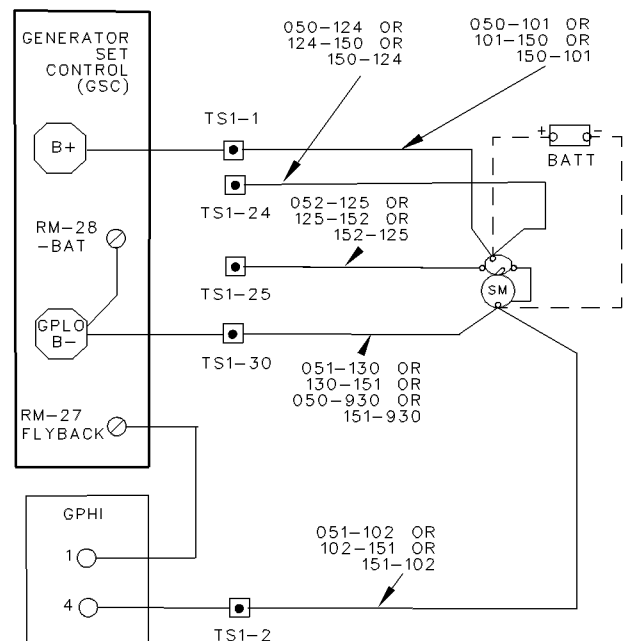 GENERATOR
SET
CONTROL
(GSC)
050-124 OR
124-150 OR
150-124
050-101 OR
101-150 OR
150-101
B+
TS1-1
+
-
BATT
TS1-24
052-125 OR
125-152 OR
152-125
RM-28
-BAT
TS1-25
SM
GPLO
B-
TS1-30
051-130 OR
130-151 OR
050-930 OR
151-930
RM-27
FLYBACK
GPHI
1
051-102 OR
102-151 OR
151-102
4
TS1-2